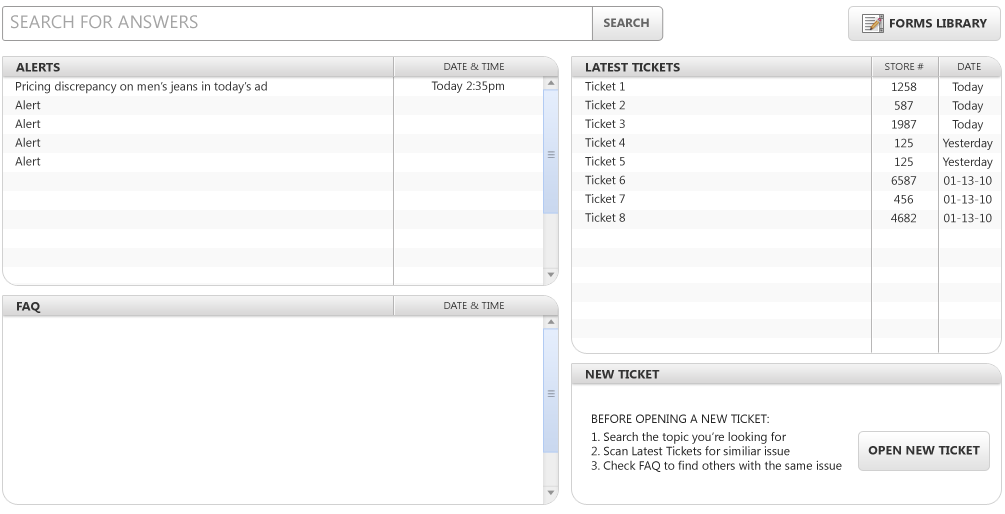 SEARCH FOR ANSWERS SEARCH FORMS LIBRARY
ALERTS DATE & TIME
Pricing discrepancy on men's jeans in today's ad Today 2:35pm
Alert
Alert
Alert
Alert
FAQ DATE & TIME
LATEST TICKETS STORE # DATE
Ticket 1 1258 Today
Ticket 2 587 Today
Ticket 3 1987 Today
Ticket 4 125 Yesterday
Ticket 5 125 Yesterday
Ticket 6 6587 01-13-10
Ticket 7 456 01-13-10
Ticket 8 4682 01-13-10
NEW TICKET
BEFORE OPENING A NEW TICKET:
1. Search the topic you're looking for
2. Scan Latest Tickets for similiar issue
3. Check FAQ to find others with the same issue
OPEN NEW TICKET